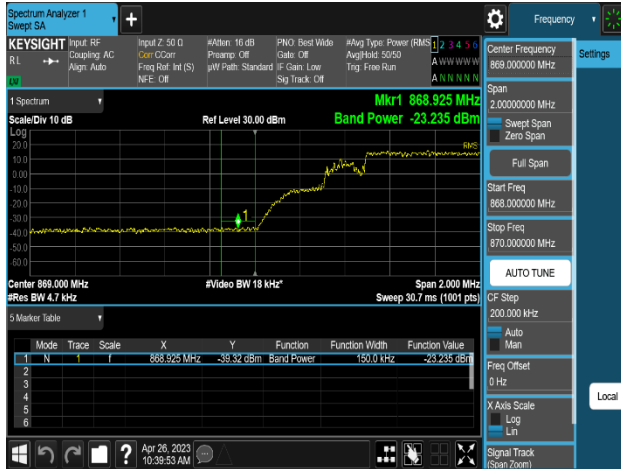 Spectrum Analyzer 1
Swept SA
+
Frequency
KEYSIGHT
RL
Input: RF
Coupling: AC
Align: Auto
Input Z: 50 Ω
Corr CCorr
Freq Ref: Int (S)
NFE: Off
#Atten: 16 dB
Preamp: Off
µW Path: Standard
PNO: Best Wide
Gate: Off
IF Gain: Low
Sig Track: Off
#Avg Type: Power (RMS
Avg|Hold: 50/50
Trig: Free Run
1 2 3 4 5 6
A W W W W W
A N N N N N
1 Spectrum
Scale/Div 10 dB
Ref Level 30.00 dBm
Mkr1 868.925 MHz
Band Power -23.235 dBm
Log
20.0
10.0
0.00
-10.0
-20.0
-30.0
-40.0
-50.0
-60.0
RMS
1
Center 869.000 MHz
#Res BW 4.7 kHz
#Video BW 18 kHz*
Span 2.000 MHz
Sweep 30.7 ms (1001 pts)
5 Marker Table
Mode Trace Scale X Y Function Function Width Function Value
1 N 1 f 868.925 MHz -39.32 dBm Band Power 150.0 kHz -23.235 dBm
2
3
4
5
6
Apr 26, 2023
10:39:53 AM
Center Frequency
869.000000 MHz
Settings
Span
2.00000000 MHz
Swept Span
Zero Span
Full Span
Start Freq
868.000000 MHz
Stop Freq
870.000000 MHz
AUTO TUNE
CF Step
200.000 kHz
Auto
Man
Freq Offset
0 Hz
X Axis Scale
Log
Lin
Local
Signal Track
(Span Zoom)